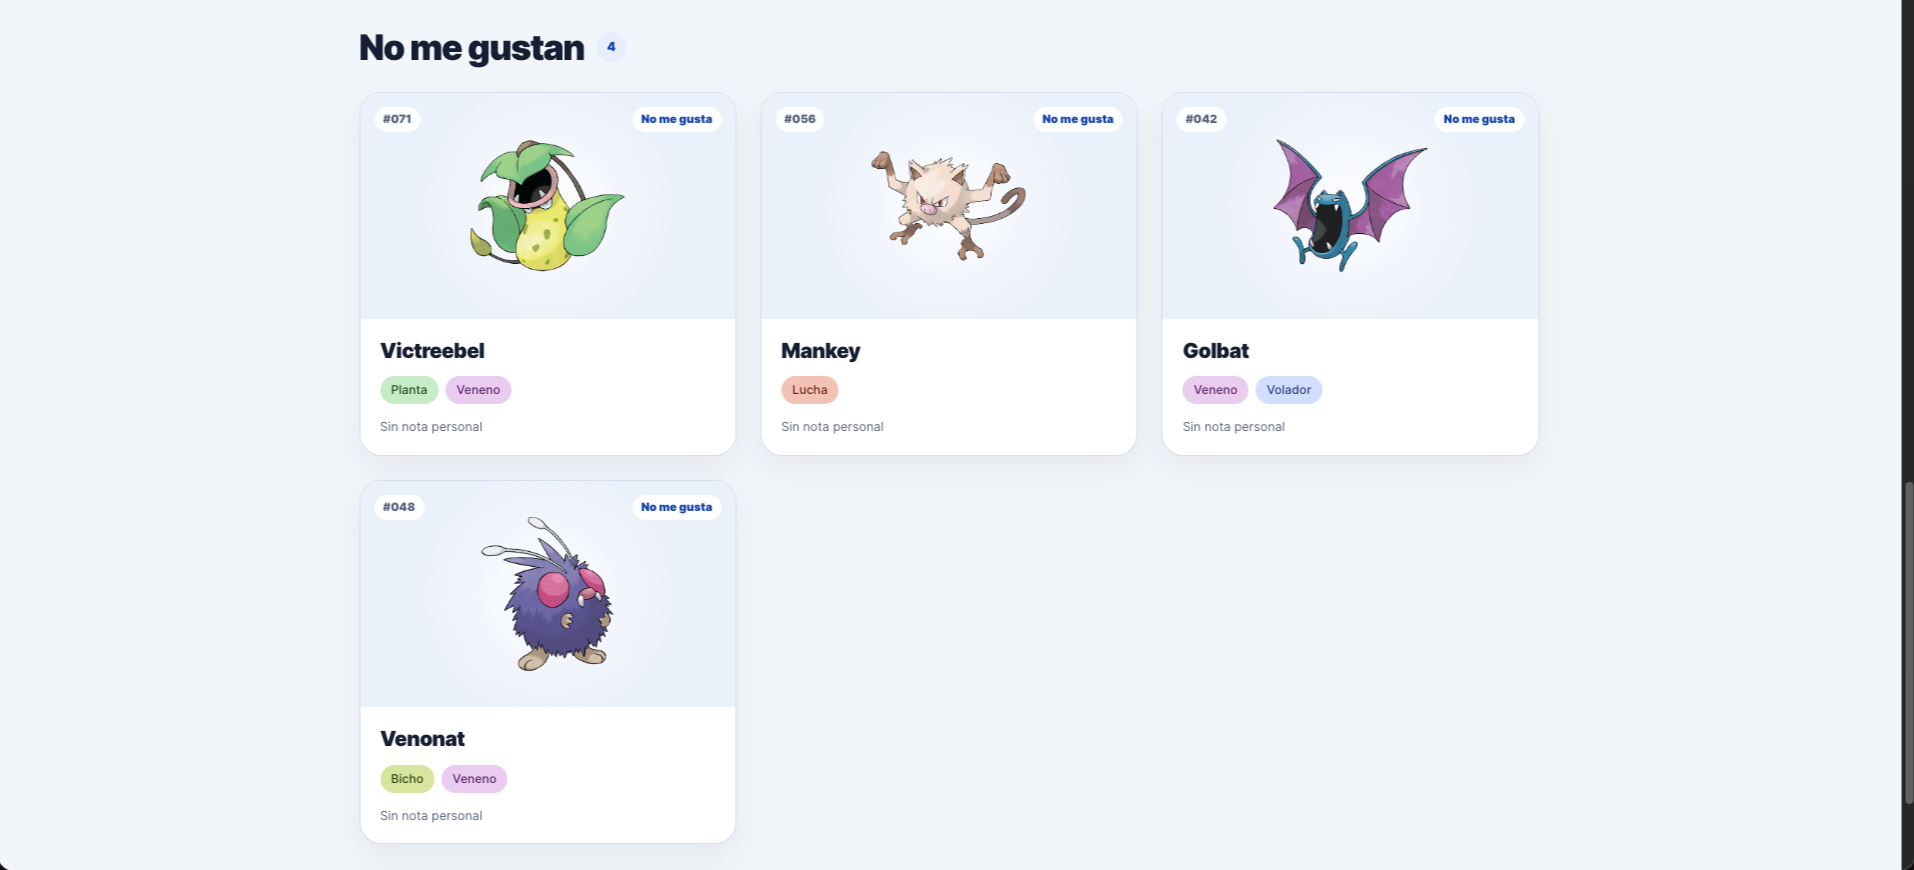 No me gustan 4
#071 No me gusta
Victreebel
Planta Veneno
Sin nota personal
#056 No me gusta
Mankey
Lucha
Sin nota personal
#042 No me gusta
Golbat
Veneno Volador
Sin nota personal
#048 No me gusta
Venonat
Bicho Veneno
Sin nota personal